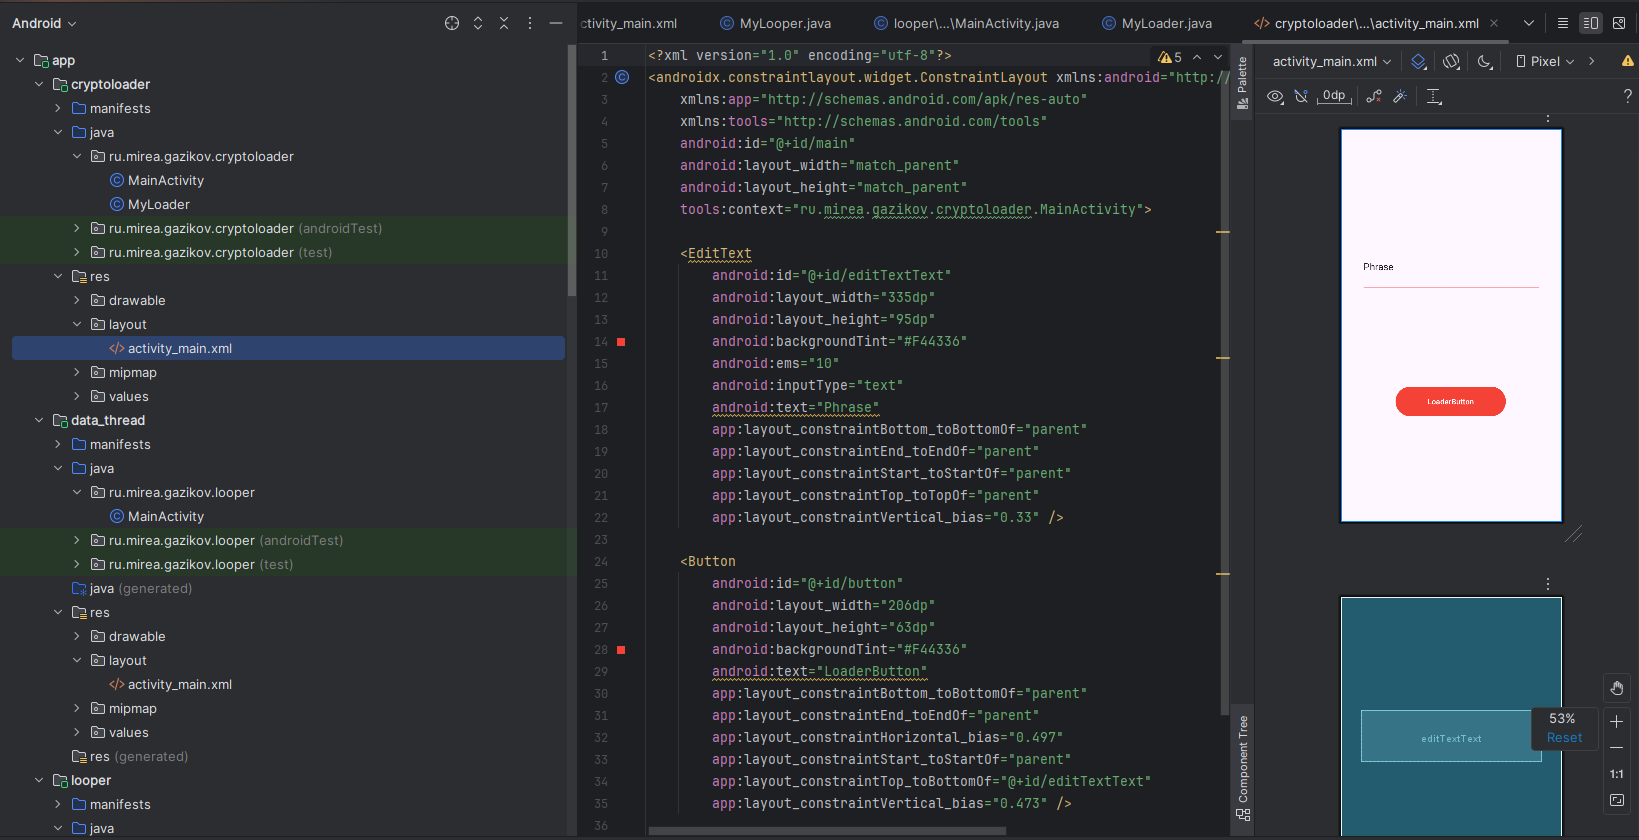 Android
ctivity_main.xml
MyLooper.java
looper\...\MainActivity.java
MyLoader.java
cryptoloader\...\activity_main.xml
app
cryptoloader
manifests
java
ru.mirea.gazikov.cryptoloader
MainActivity
MyLoader
ru.mirea.gazikov.cryptoloader (androidTest)
ru.mirea.gazikov.cryptoloader (test)
res
drawable
layout
activity_main.xml
mipmap
values
data_thread
manifests
java
ru.mirea.gazikov.looper
MainActivity
ru.mirea.gazikov.looper (androidTest)
ru.mirea.gazikov.looper (test)
java (generated)
res
drawable
layout
activity_main.xml
mipmap
values
res (generated)
looper
manifests
java
1 <?xml version="1.0" encoding="utf-8"?>
5
2 <androidx.constraintlayout.widget.ConstraintLayout xmlns:android="http:/
3 xmlns:app="http://schemas.android.com/apk/res-auto"
4 xmlns:tools="http://schemas.android.com/tools"
5 android:id="@+id/main"
6 android:layout_width="match_parent"
7 android:layout_height="match_parent"
8 tools:context="ru.mirea.gazikov.cryptoloader.MainActivity">
9
10 <EditText
11 android:id="@+id/editTextText"
12 android:layout_width="335dp"
13 android:layout_height="95dp"
14 android:backgroundTint="#F44336"
15 android:ems="10"
16 android:inputType="text"
17 android:text="Phrase"
18 app:layout_constraintBottom_toBottomOf="parent"
19 app:layout_constraintEnd_toEndOf="parent"
20 app:layout_constraintStart_toStartOf="parent"
21 app:layout_constraintTop_toTopOf="parent"
22 app:layout_constraintVertical_bias="0.33" />
23
24 <Button
25 android:id="@+id/button"
26 android:layout_width="206dp"
27 android:layout_height="63dp"
28 android:backgroundTint="#F44336"
29 android:text="LoaderButton"
30 app:layout_constraintBottom_toBottomOf="parent"
31 app:layout_constraintEnd_toEndOf="parent"
32 app:layout_constraintHorizontal_bias="0.497"
33 app:layout_constraintStart_toStartOf="parent"
34 app:layout_constraintTop_toBottomOf="@+id/editTextText"
35 app:layout_constraintVertical_bias="0.473" />
36
Palette
Component Tree
activity_main.xml
Pixel
0dp
?
Phrase
LoaderButton
editTextText
53%
Reset
1:1